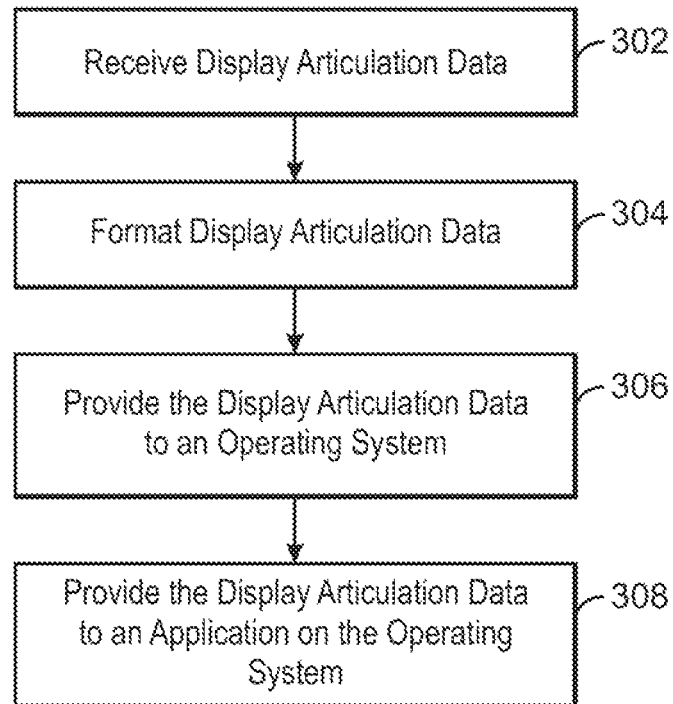 Receive Display Articulation Data
302
Format Display Articulation Data
304
Provide the Display Articulation Data
to an Operating System
306
Provide the Display Articulation Data
to an Application on the Operating
System
308